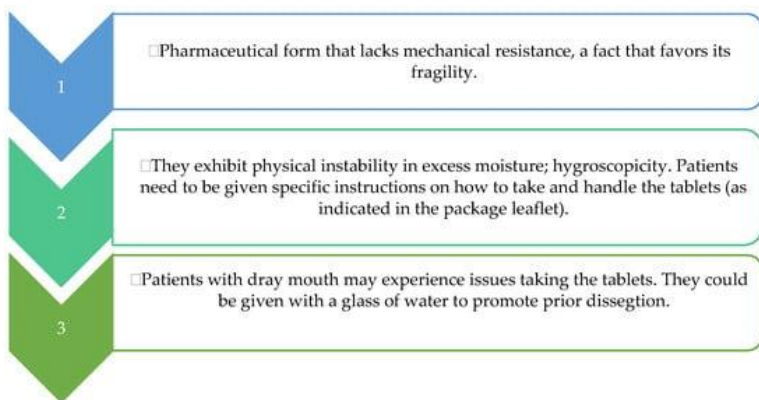 1
□Pharmaceutical form that lacks mechanical resistance, a fact that favors its
fragility.
2
□They exhibit physical instability in excess moisture; hygroscopicity. Patients
need to be given specific instructions on how to take and handle the tablets (as
indicated in the package leaflet).
3
□Patients with dray mouth may experience issues taking the tablets. They could
be given with a glass of water to promote prior dissegtion.